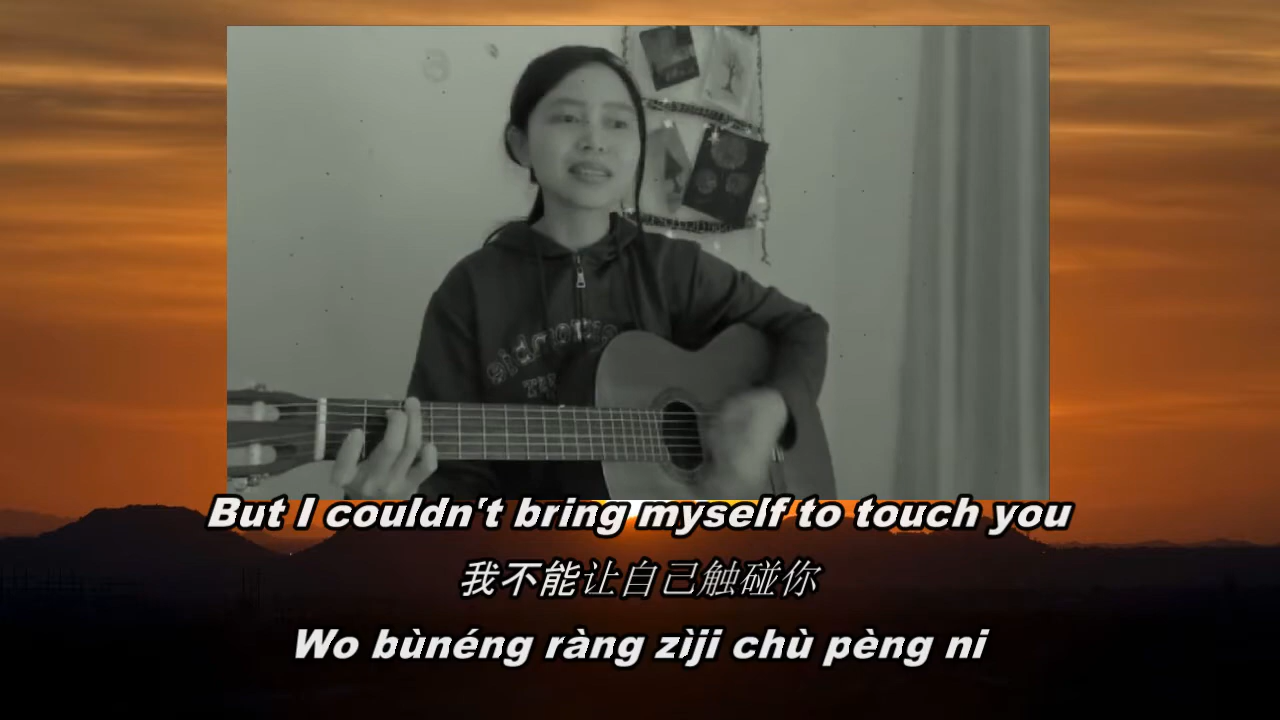 But I couldn't bring myself to touch you
我不能让自己触碰你
Wo bùnéng ràng zìji chù pèng ni